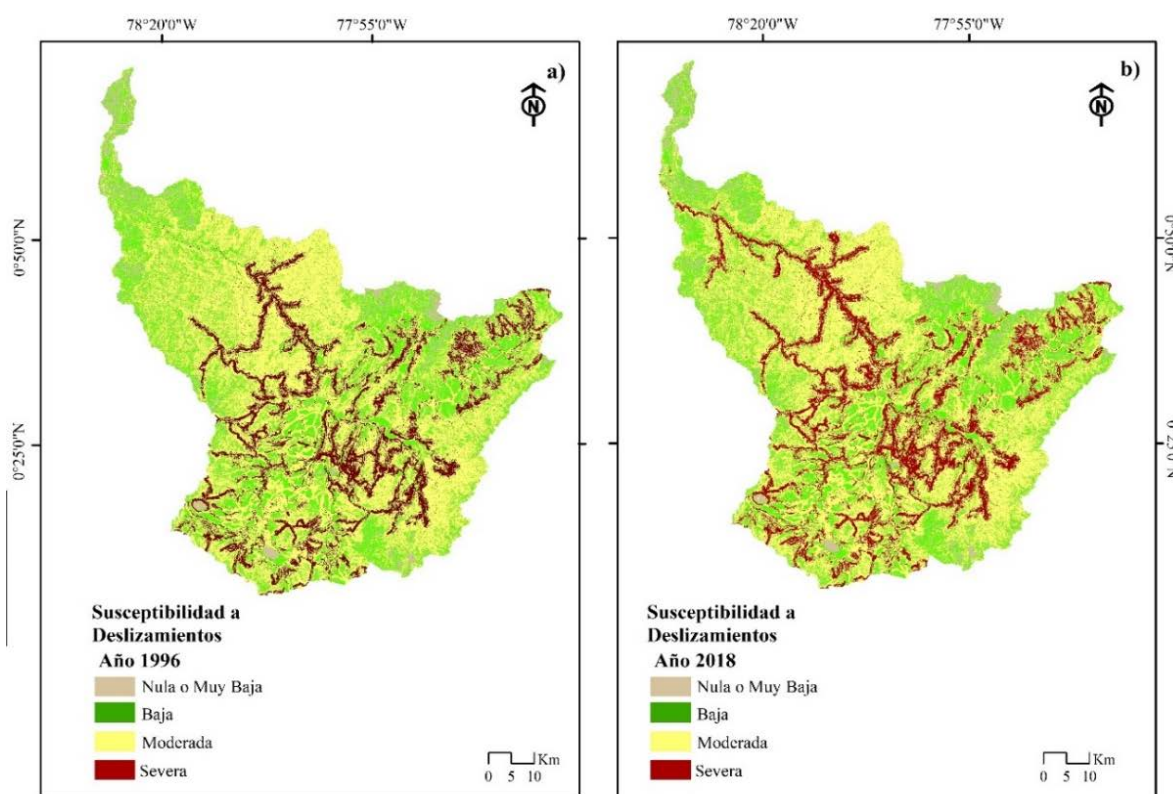 78°20'0"W 77°55'0"W
a)
N
0°50'0"N
0°25'0"N
Susceptibilidad a
Deslizamientos
Año 1996
Nula o Muy Baja
Baja
Moderada
Severa
Km
0 5 10
78°20'0"W 77°55'0"W
b)
N
Susceptibilidad a
Deslizamientos
Año 2018
Nula o Muy Baja
Baja
Moderada
Severa
Km
0 5 10